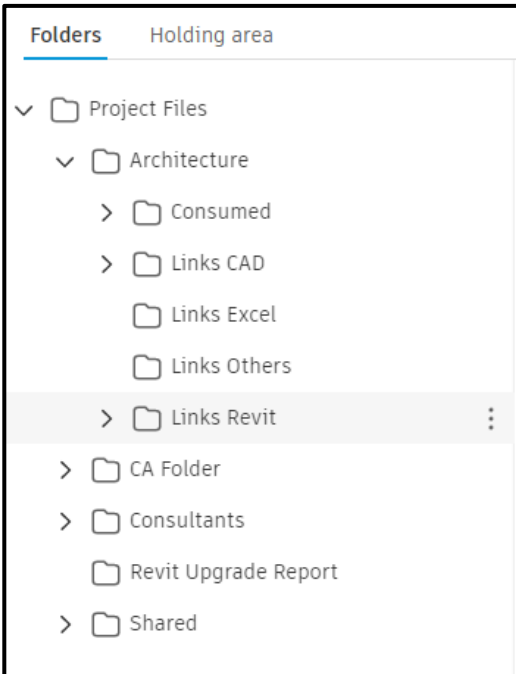 Folders Holding area
Project Files
Architecture
Consumed
Links CAD
Links Excel
Links Others
Links Revit
CA Folder
Consultants
Revit Upgrade Report
Shared